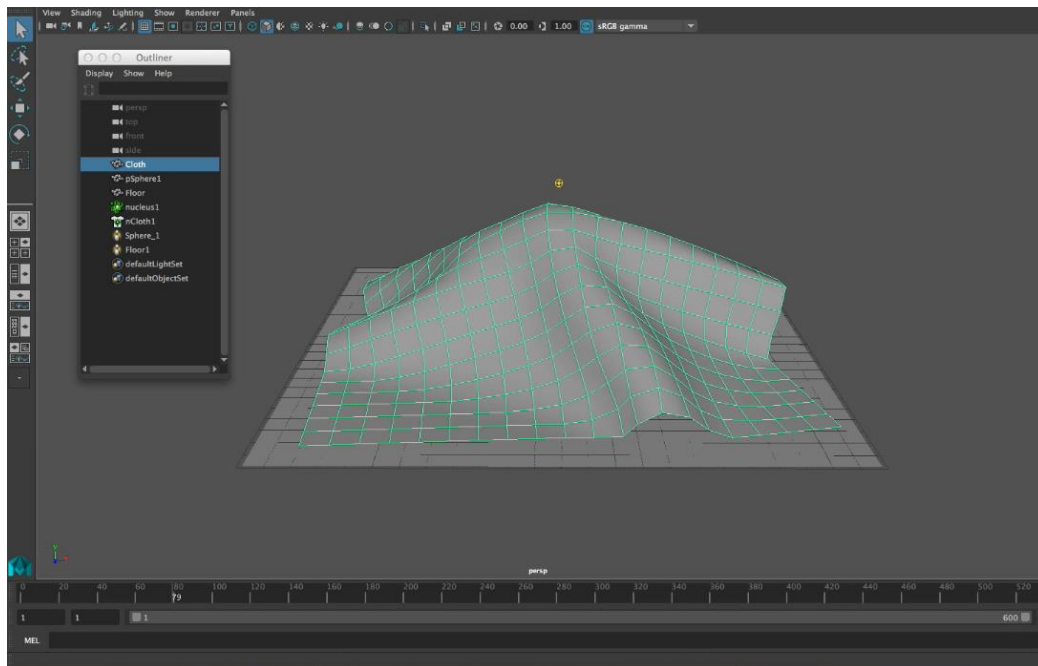 View Shading Lighting Show Renderer Panels
0.00 1.00 sRGB gamma
Outliner
Display Show Help
persp
top
front
side
Cloth
pSphere1
Floor
nucleus1
nCloth1
Sphere_1
Floor1
defaultLightSet
defaultObjectSet
Y
persp
0 20 40 60 80 100 120 140 160 180 200 220 240 260 280 300 320 340 360 380 400 420 440 460 480 500 520
79
1 1 1 600
MEL